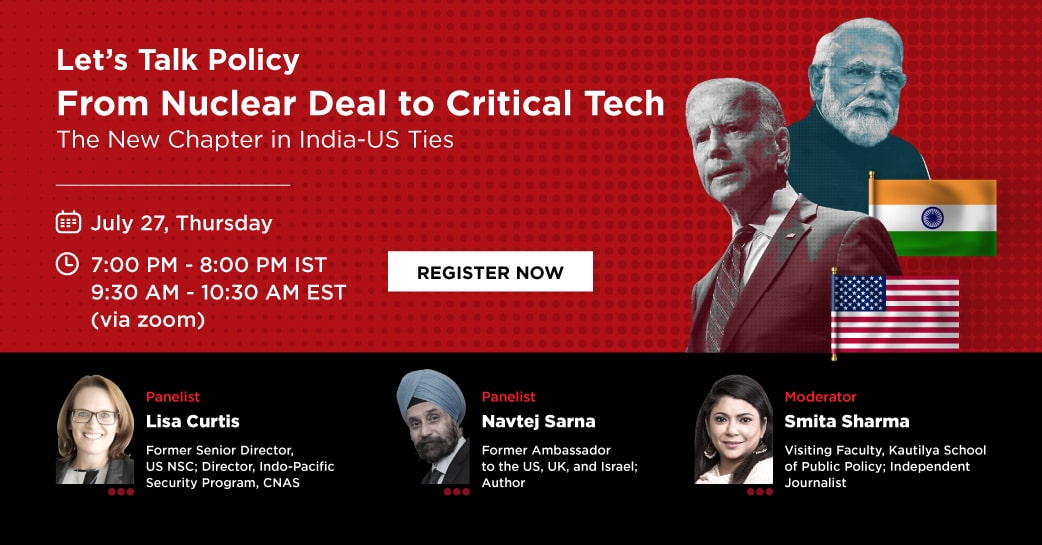 Let’s Talk Policy
From Nuclear Deal to Critical Tech
The New Chapter in India-US Ties
July 27, Thursday
7:00 PM - 8:00 PM IST
9:30 AM - 10:30 AM EST
(via zoom)
REGISTER NOW
Panelist
Lisa Curtis
Former Senior Director,
US NSC; Director, Indo-Pacific
Security Program, CNAS
Panelist
Navtej Sarna
Former Ambassador
to the US, UK, and Israel;
Author
Moderator
Smita Sharma
Visiting Faculty, Kautilya School
of Public Policy; Independent
Journalist